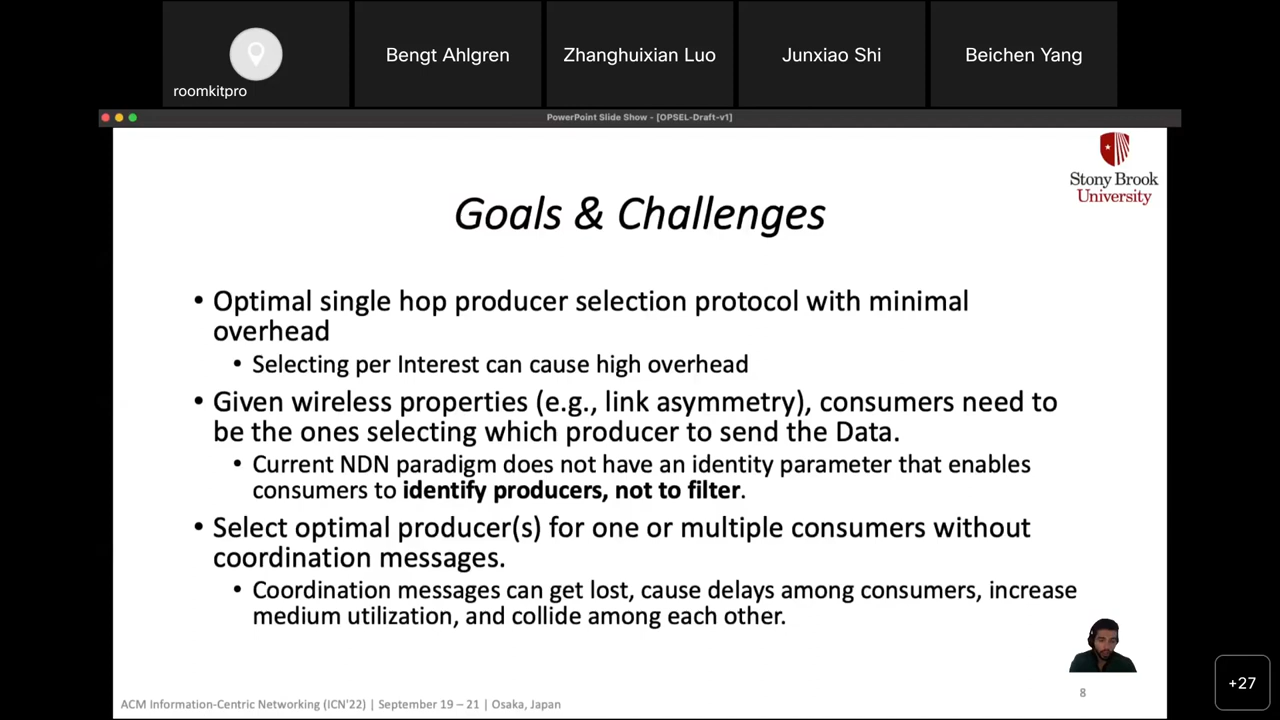 roomkitpro
Bengt Ahlgren
Zhanghuixian Luo
Junxiao Shi
Beichen Yang
PowerPoint Slide Show - [OPSEL-Draft-v1]
Stony Brook
University
Goals & Challenges
• Optimal single hop producer selection protocol with minimal
overhead
• Selecting per Interest can cause high overhead
• Given wireless properties (e.g., link asymmetry), consumers need to
be the ones selecting which producer to send the Data.
• Current NDN paradigm does not have an identity parameter that enables
consumers to identify producers, not to filter.
• Select optimal producer(s) for one or multiple consumers without
coordination messages.
• Coordination messages can get lost, cause delays among consumers, increase
medium utilization, and collide among each other.
ACM Information-Centric Networking (ICN'22) | September 19 – 21 | Osaka, Japan
8
+27